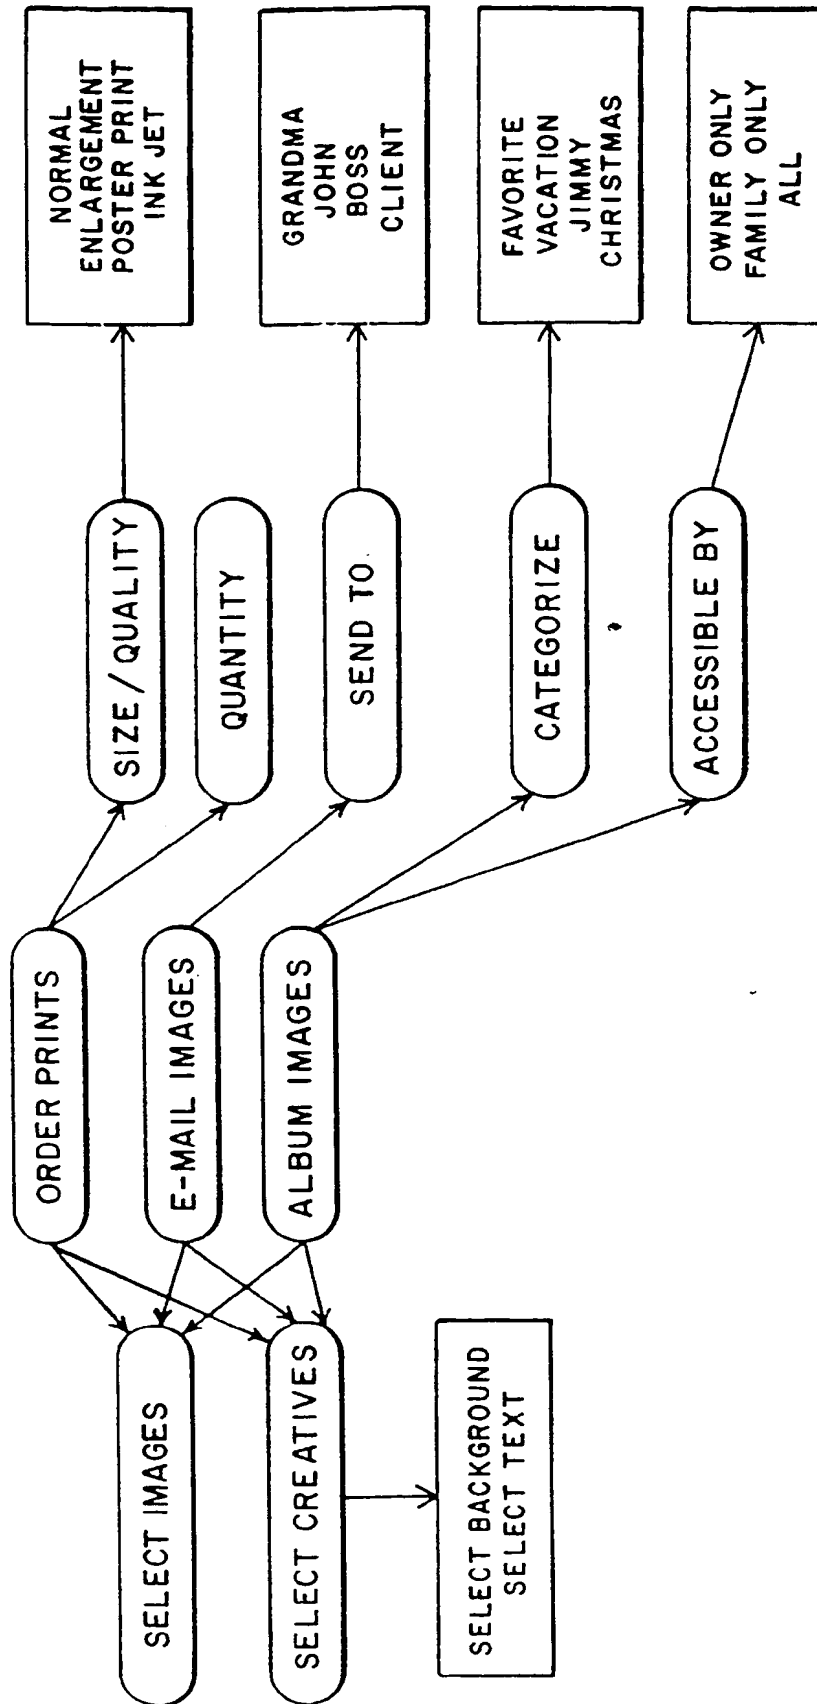 ORDER PRINTS
E-MAIL IMAGES
ALBUM IMAGES
SELECT IMAGES
SELECT CREATIVES
SELECT BACKGROUND
SELECT TEXT
SIZE / QUALITY
QUANTITY
SEND TO
CATEGORIZE
ACCESSIBLE BY
NORMAL
ENLARGEMENT
POSTER PRINT
INK JET
GRANDMA
JOHN
BOSS
CLIENT
FAVORITE
VACATION
JIMMY
CHRISTMAS
OWNER ONLY
FAMILY ONLY
ALL